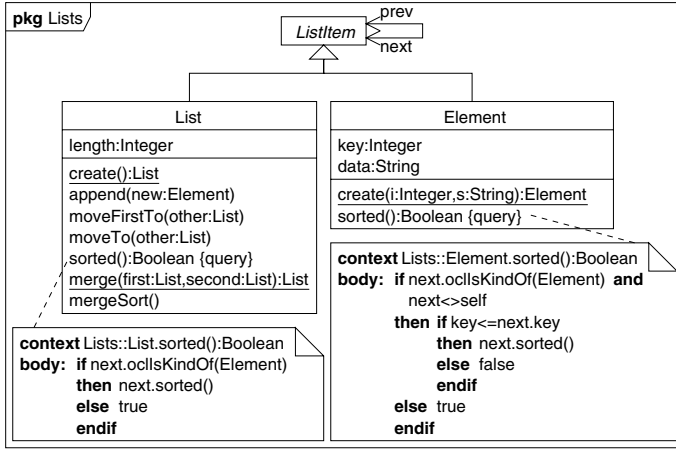 pkg Lists
prev
ListItem
next
List
length:Integer
create():List
append(new:Element)
moveFirstTo(other:List)
moveTo(other:List)
sorted():Boolean {query}
merge(first:List,second:List):List
mergeSort()
Element
key:Integer
data:String
create(i:Integer,s:String):Element
sorted():Boolean {query}
context Lists::List.sorted():Boolean
body: if next.oclIsKindOf(Element)
then next.sorted()
else true
endif
context Lists::Element.sorted():Boolean
body: if next.oclIsKindOf(Element) and
next<>self
then if key<=next.key
then next.sorted()
else false
endif
else true
endif